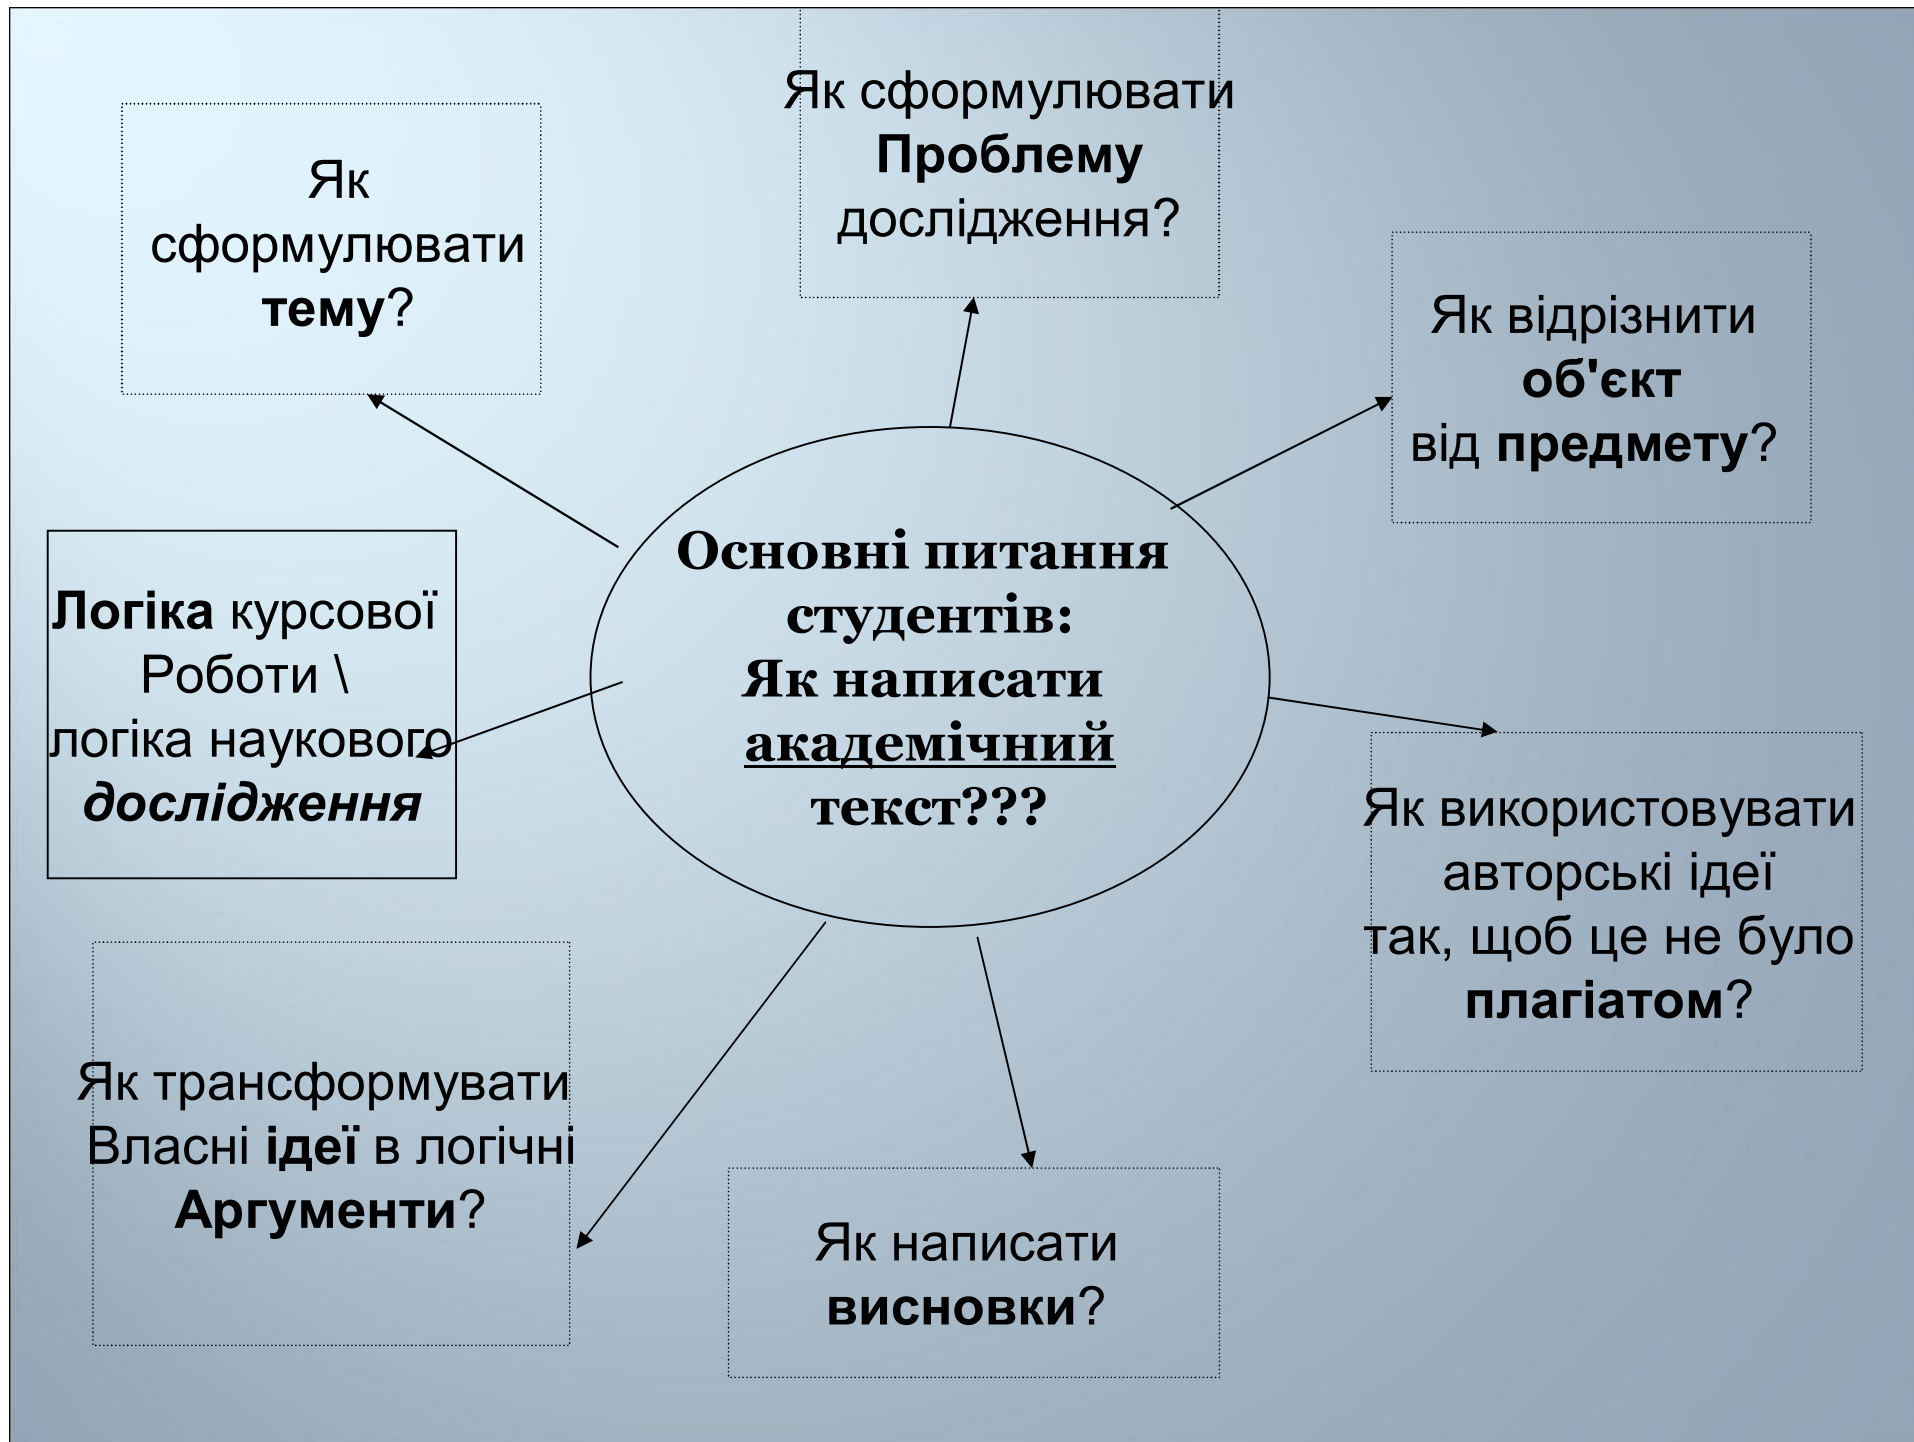 Як сформулювати
Проблему
дослідження?
Як
сформулювати
тему?
Як відрізнити
об'єкт
від предмету?
Основні питання
студентів:
Як написати
академічний
текст???
Логіка курсової
Роботи \
логіка наукового
дослідження
Як використовувати
авторські ідеї
так, щоб це не було
плагіатом?
Як трансформувати
Власні ідеї в логічні
Аргументи?
Як написати
висновки?